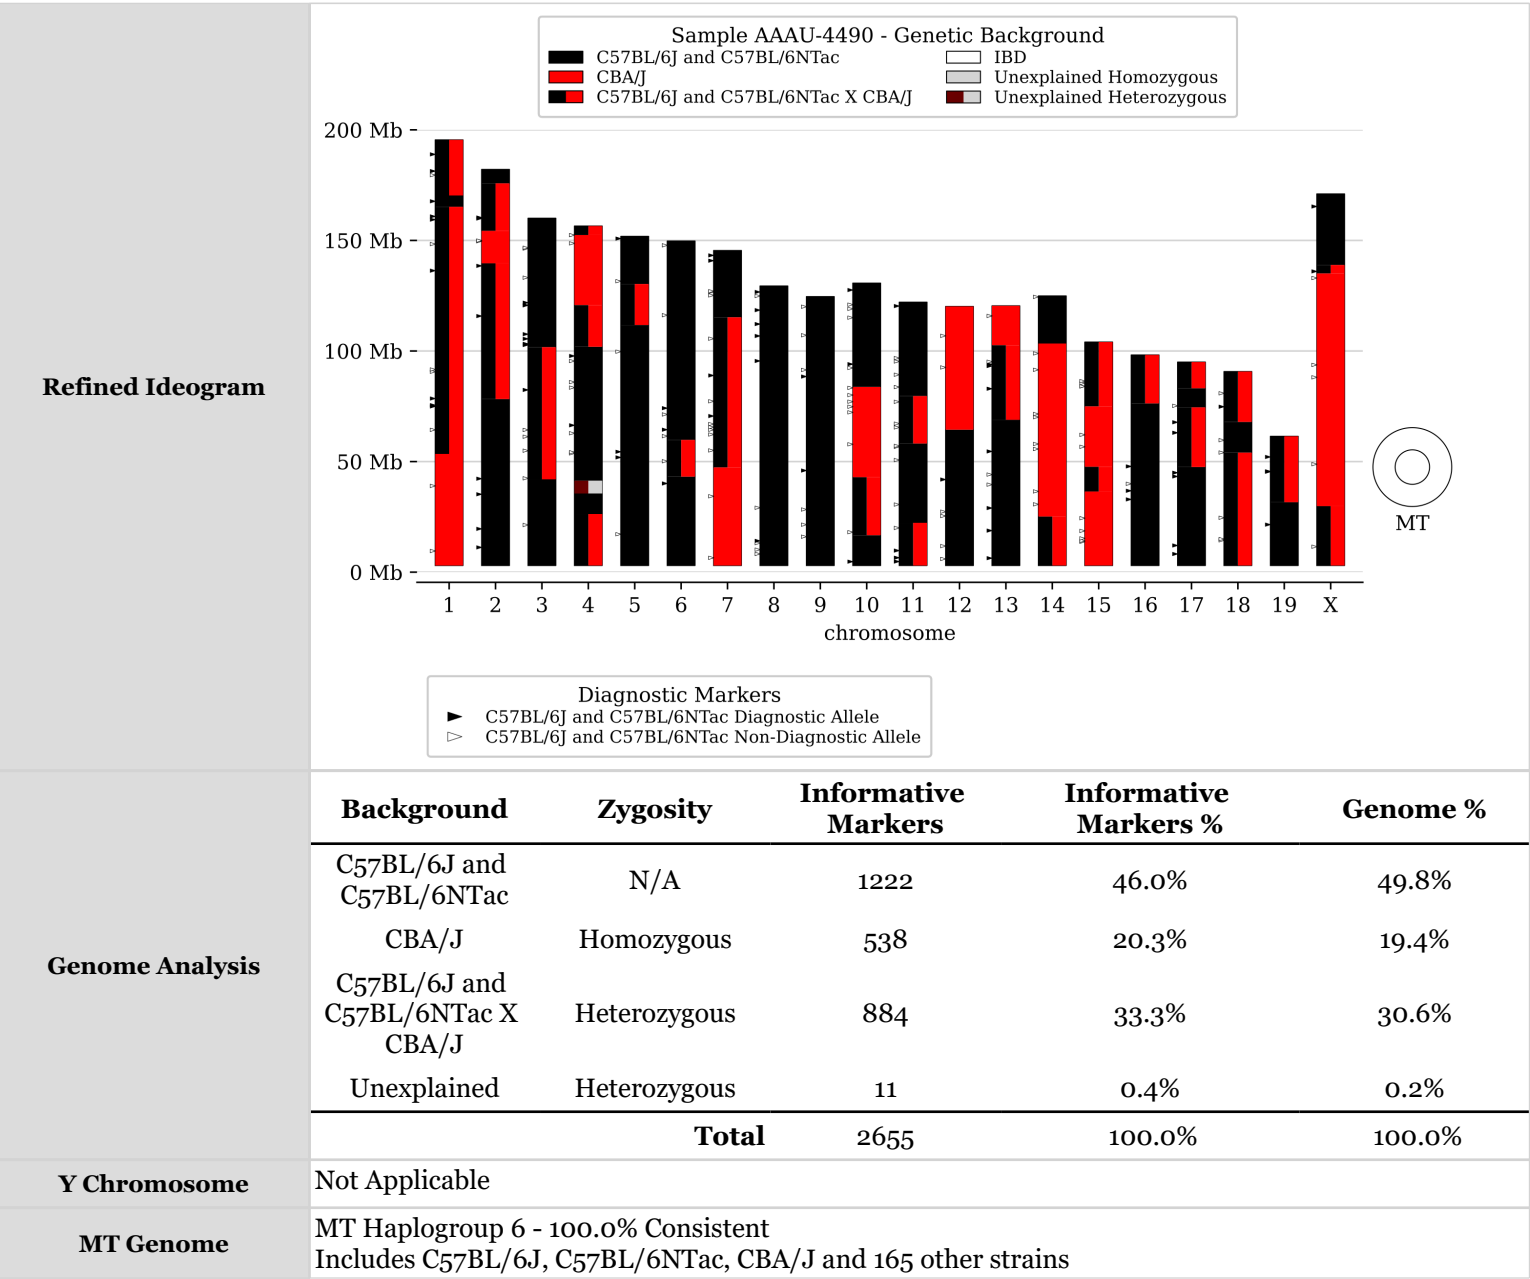 Refined Ideogram
Sample AAAU-4490 - Genetic Background
C57BL/6J and C57BL/6NTac
CBA/J
C57BL/6J and C57BL/6NTac X CBA/J
IBD
Unexplained Homozygous
Unexplained Heterozygous
200 Mb
150 Mb
100 Mb
50 Mb
0 Mb
1 2 3 4 5 6 7 8 9 10 11 12 13 14 15 16 17 18 19 X
chromosome
MT
Diagnostic Markers
C57BL/6J and C57BL/6NTac Diagnostic Allele
C57BL/6J and C57BL/6NTac Non-Diagnostic Allele
Genome Analysis
Background Zygosity Informative Markers Informative Markers % Genome %
C57BL/6J and C57BL/6NTac N/A 1222 46.0% 49.8%
CBA/J Homozygous 538 20.3% 19.4%
C57BL/6J and C57BL/6NTac X CBA/J Heterozygous 884 33.3% 30.6%
Unexplained Heterozygous 11 0.4% 0.2%
Total 2655 100.0% 100.0%
Y Chromosome
Not Applicable
MT Genome
MT Haplogroup 6 - 100.0% Consistent
Includes C57BL/6J, C57BL/6NTac, CBA/J and 165 other strains